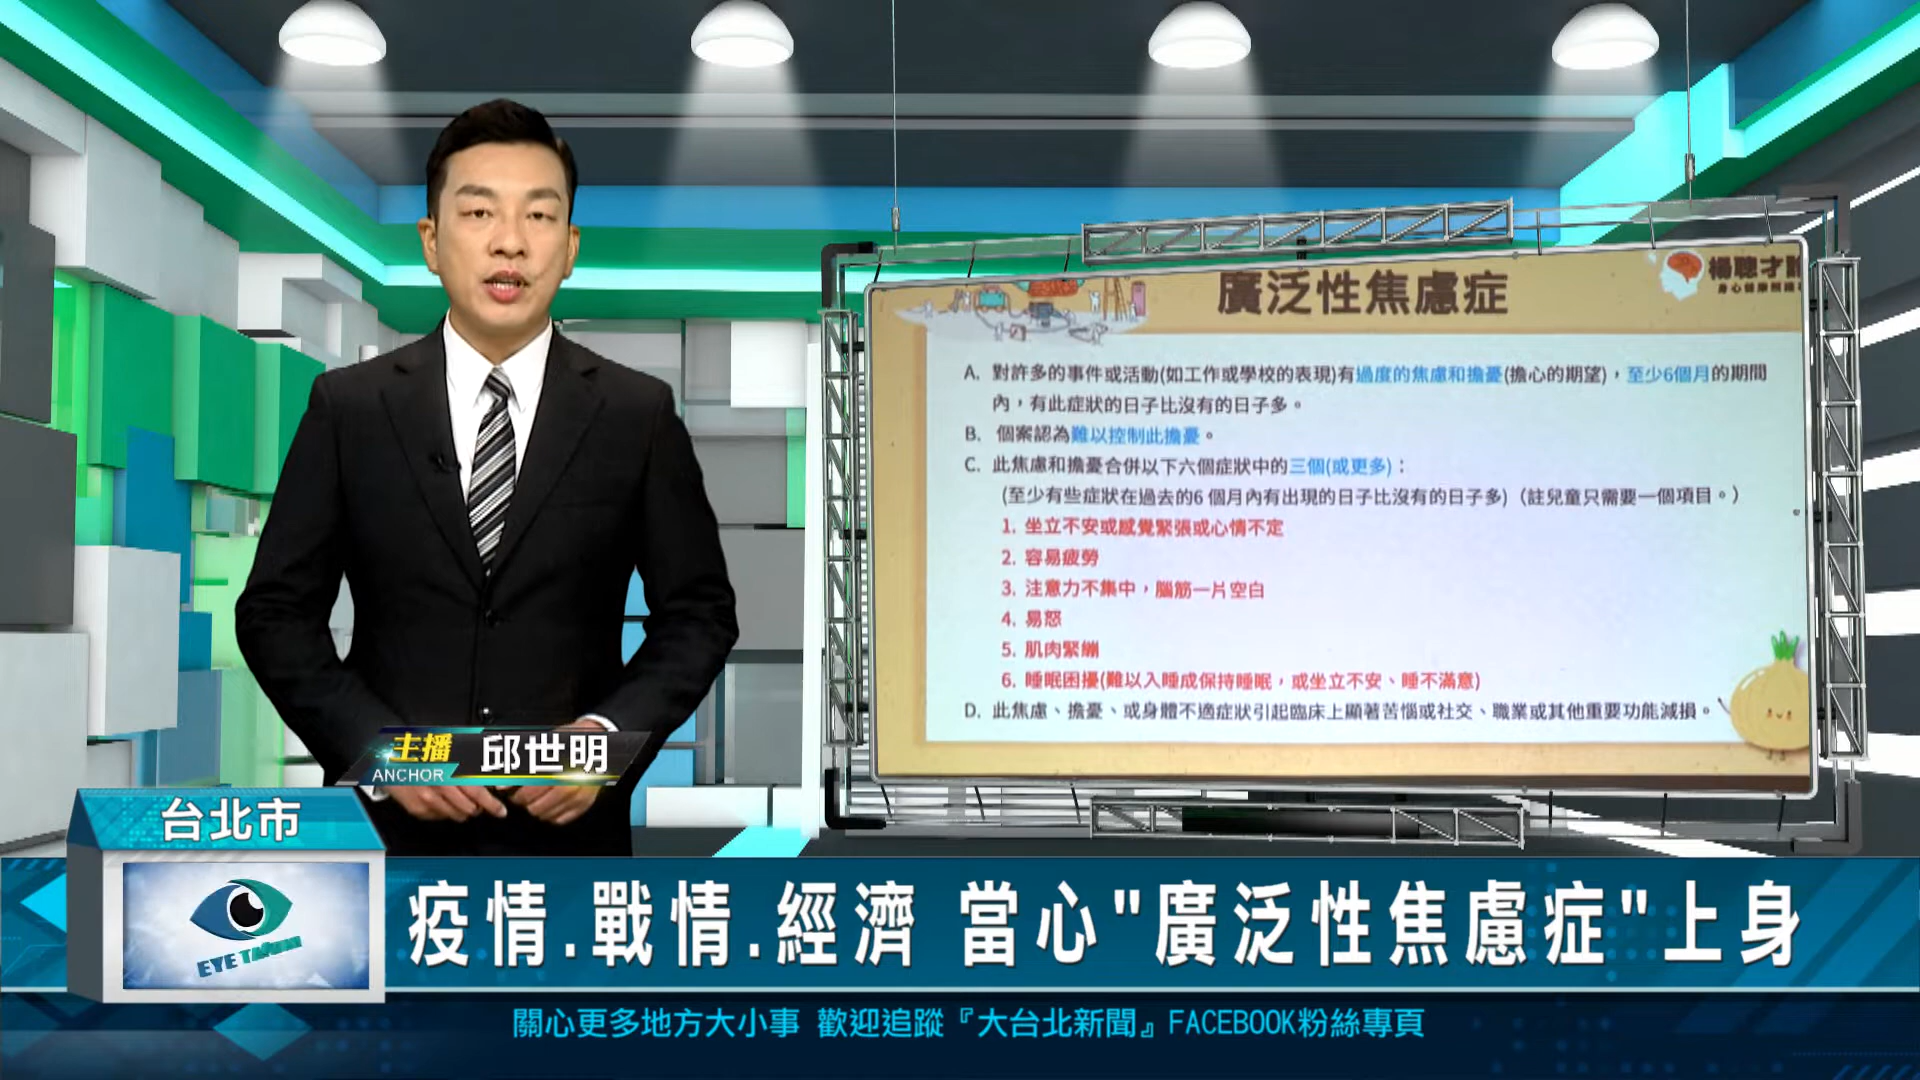 廣泛性焦慮症
楊聰才
A. 對許多的事件或活動(如工作或學校的表現)有過度的焦慮和擔憂(擔心的期望)，至少6個月的期間
內，有此症狀的日子比沒有的日子多。
B. 個案認為難以控制此擔憂。
C. 此焦慮和擔憂合併以下六個症狀中的三個(或更多)：
(至少有些症狀在過去的6 個月內有出現的日子比沒有的日子多)（註兒童只需要一個項目。）
1. 坐立不安或感覺緊張或心情不定
2. 容易疲勞
3. 注意力不集中，腦筋一片空白
4. 易怒
5. 肌肉緊繃
6. 睡眠困擾(難以入睡或保持睡眠，或坐立不安、睡不滿意)
D. 此焦慮、擔憂、或身體不適症狀引起臨床上顯著苦惱或社交、職業或其他重要功能減損。
主播
ANCHOR
邱世明
台北市
EYE TAIWAN
疫情.戰情.經濟 當心"廣泛性焦慮症"上身
關心更多地方大小事 歡迎追蹤『大台北新聞』FACEBOOK粉絲專頁